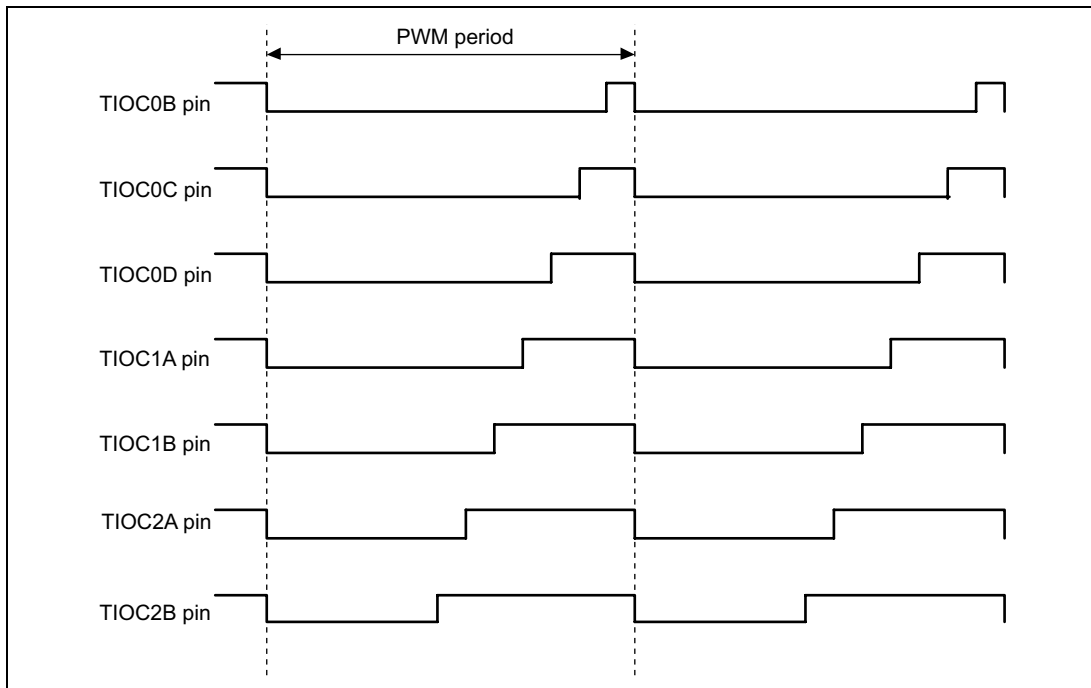 PWM period
TIOC0B pin
TIOC0C pin
TIOC0D pin
TIOC1A pin
TIOC1B pin
TIOC2A pin
TIOC2B pin